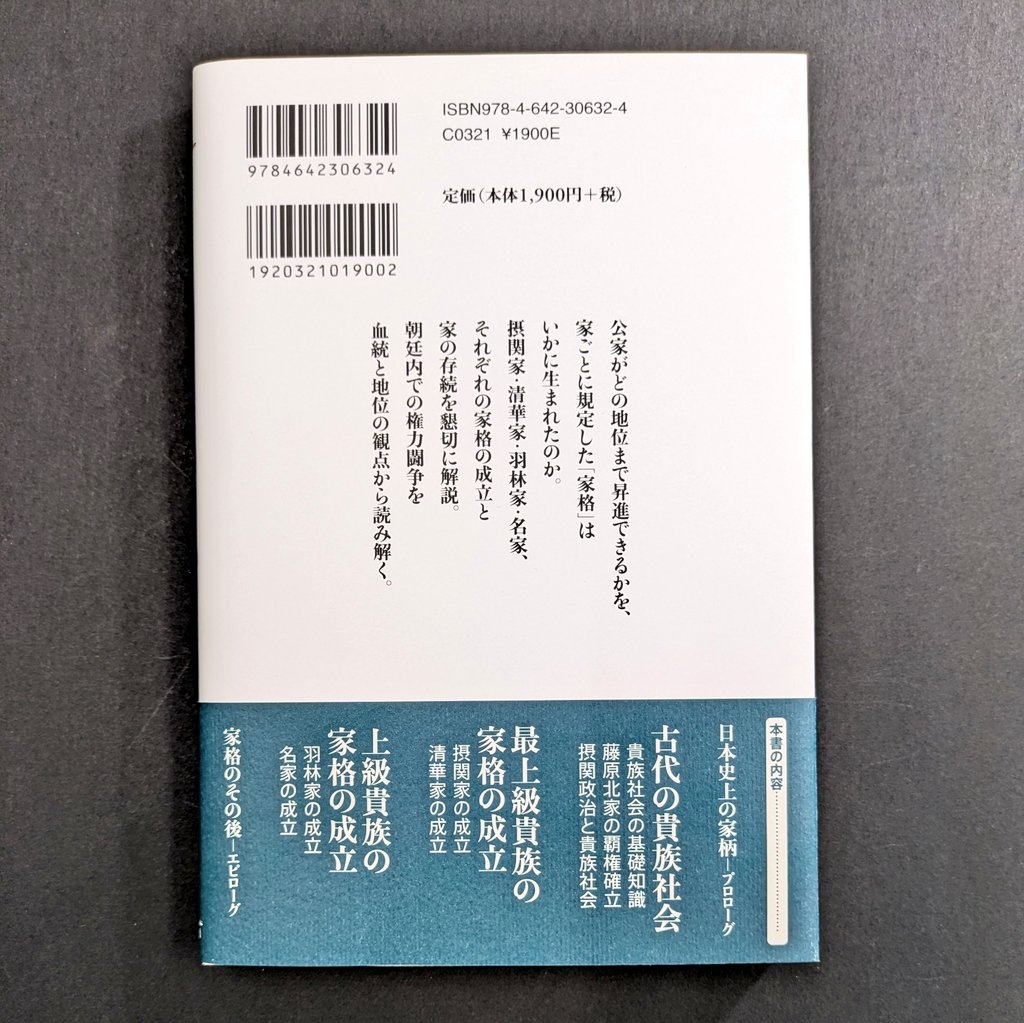 9784642306324
1920321019002
ISBN978-4-642-30632-4
C0321 ¥1900E
定価(本体1,900円+税)
公家がどの地位まで昇進できるかを、
家ごとに規定した「家格」は
いかに生まれたのか。
摂関家・清華家・羽林家・名家、
それぞれの家格の成立と
家の存続を懇切に解説。
朝廷内での権力闘争を
血統と地位の観点から読み解く。
本書の内容
日本史上の家柄―プロローグ
古代の貴族社会
貴族社会の基礎知識
藤原北家の覇権確立
摂関政治と貴族社会
最上級貴族の
家格の成立
摂関家の成立
清華家の成立
上級貴族の
家格の成立
羽林家の成立
名家の成立
家格のその後―エピローグ